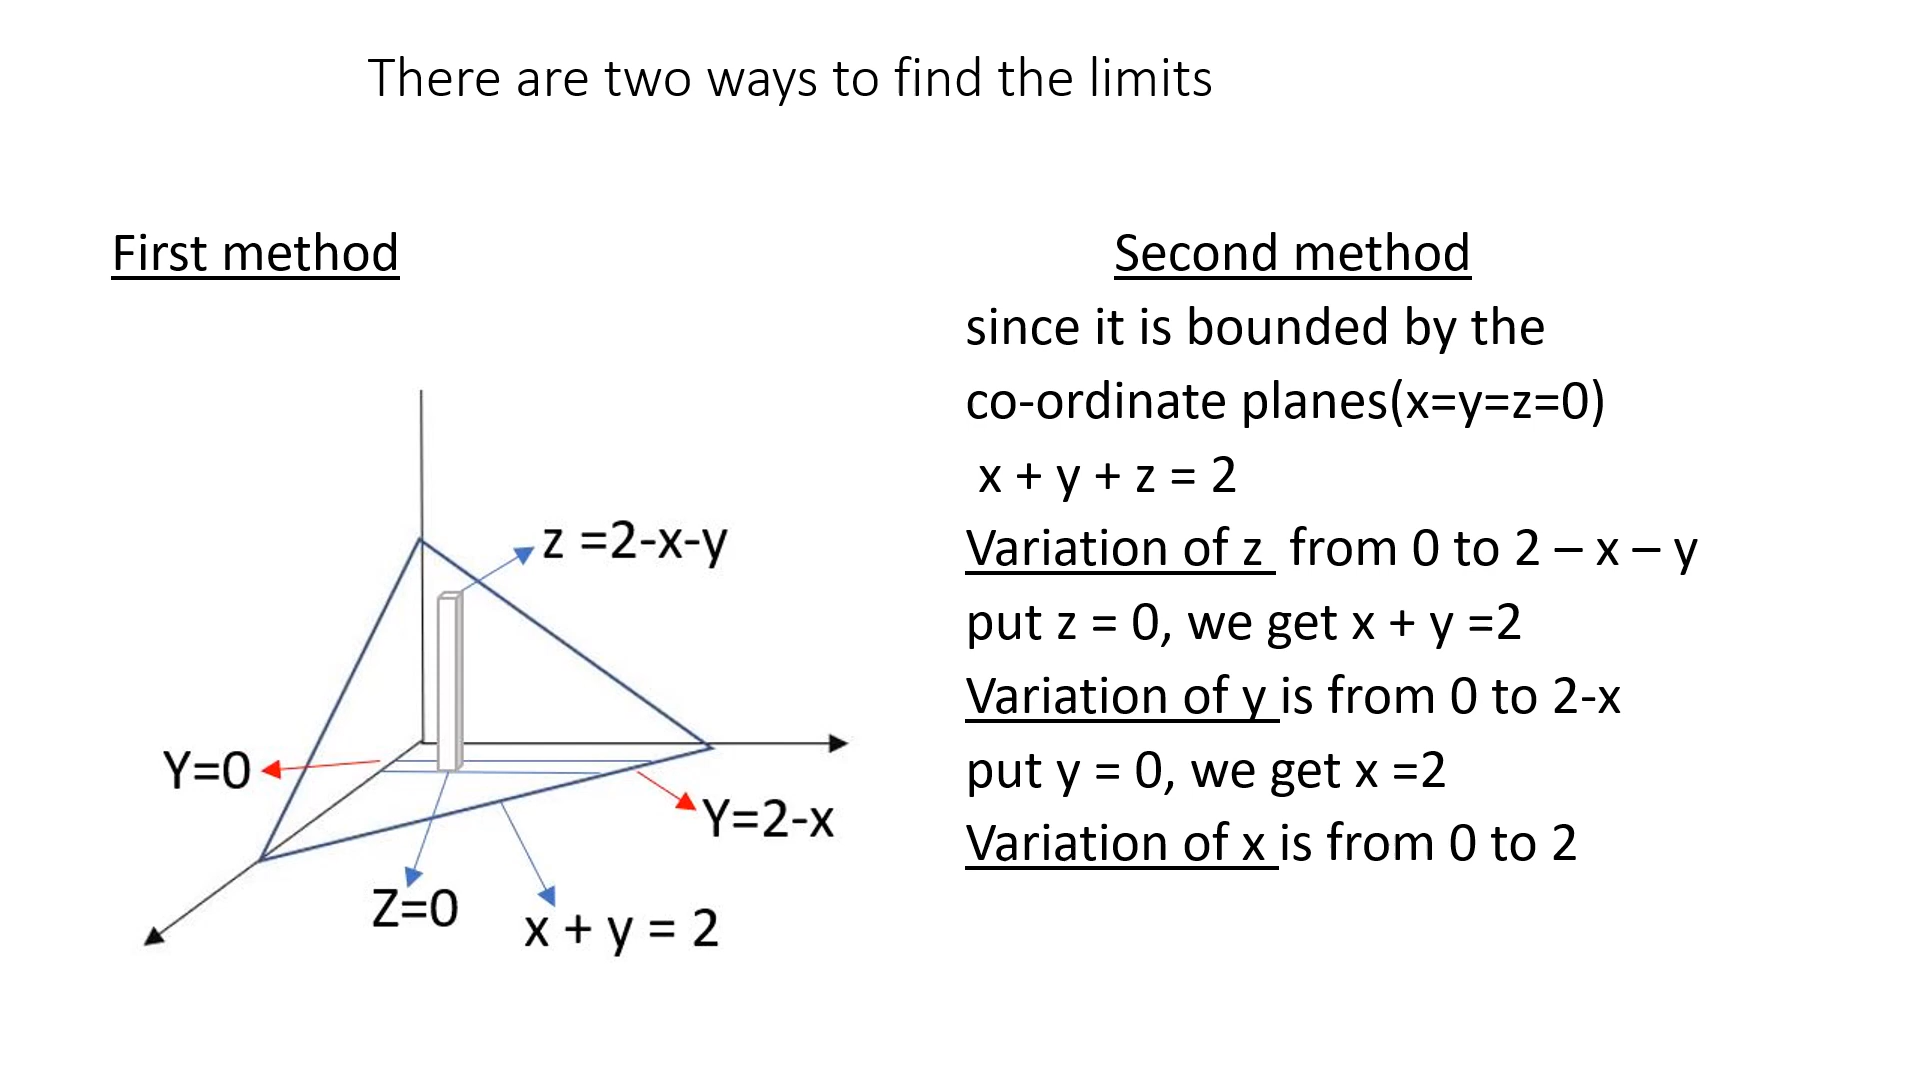 There are two ways to find the limits
First method
z =2-x-y
Y=0
Y=2-x
Z=0
x + y = 2
Second method
since it is bounded by the
co-ordinate planes(x=y=z=0)
x + y + z = 2
Variation of z from 0 to 2 – x – y
put z = 0, we get x + y =2
Variation of y is from 0 to 2-x
put y = 0, we get x =2
Variation of x is from 0 to 2